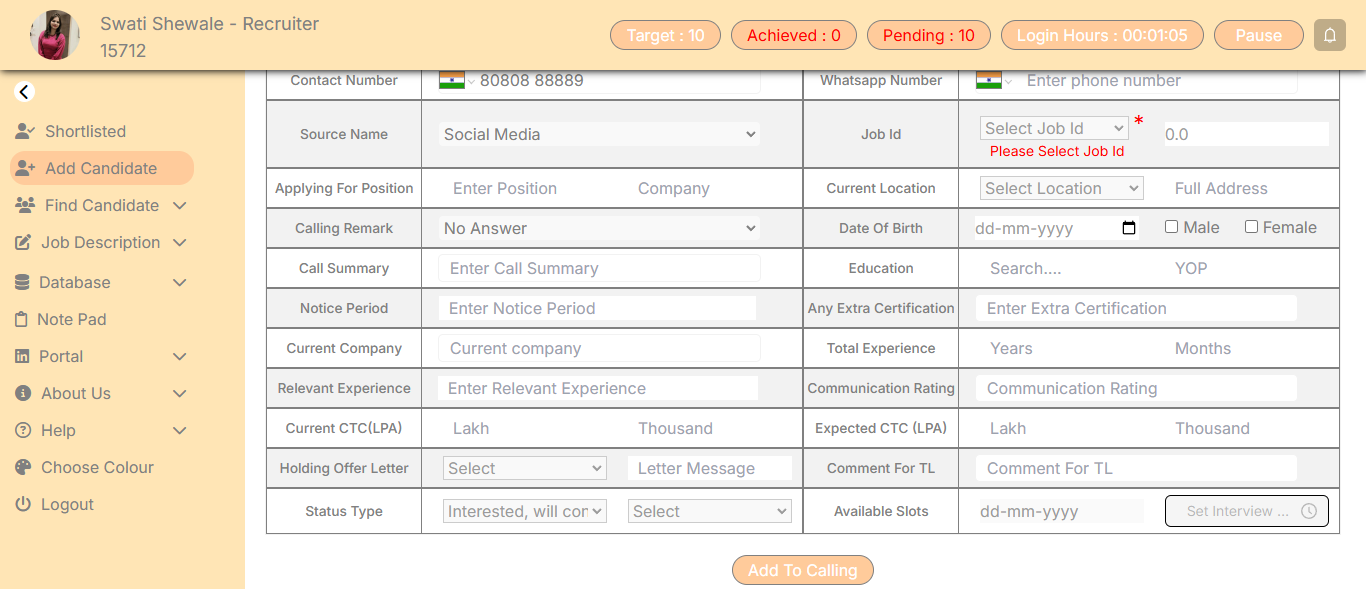 Swati Shewale - Recruiter
15712
Target : 10 Achieved : 0 Pending : 10 Login Hours : 00:01:05 Pause
Shortlisted
Add Candidate
Find Candidate
Job Description
Database
Note Pad
Portal
About Us
Help
Choose Colour
Logout
Contact Number 80808 88889 Whatsapp Number Enter phone number
Source Name Social Media Job Id Select Job Id * 0.0
Please Select Job Id
Applying For Position Enter Position Company Current Location Select Location Full Address
Calling Remark No Answer Date Of Birth dd-mm-yyyy Male Female
Call Summary Enter Call Summary Education Search.... YOP
Notice Period Enter Notice Period Any Extra Certification Enter Extra Certification
Current Company Current company Total Experience Years Months
Relevant Experience Enter Relevant Experience Communication Rating Communication Rating
Current CTC(LPA) Lakh Thousand Expected CTC (LPA) Lakh Thousand
Holding Offer Letter Select Letter Message Comment For TL Comment For TL
Status Type Interested, will con Select Available Slots dd-mm-yyyy Set Interview ...
Add To Calling